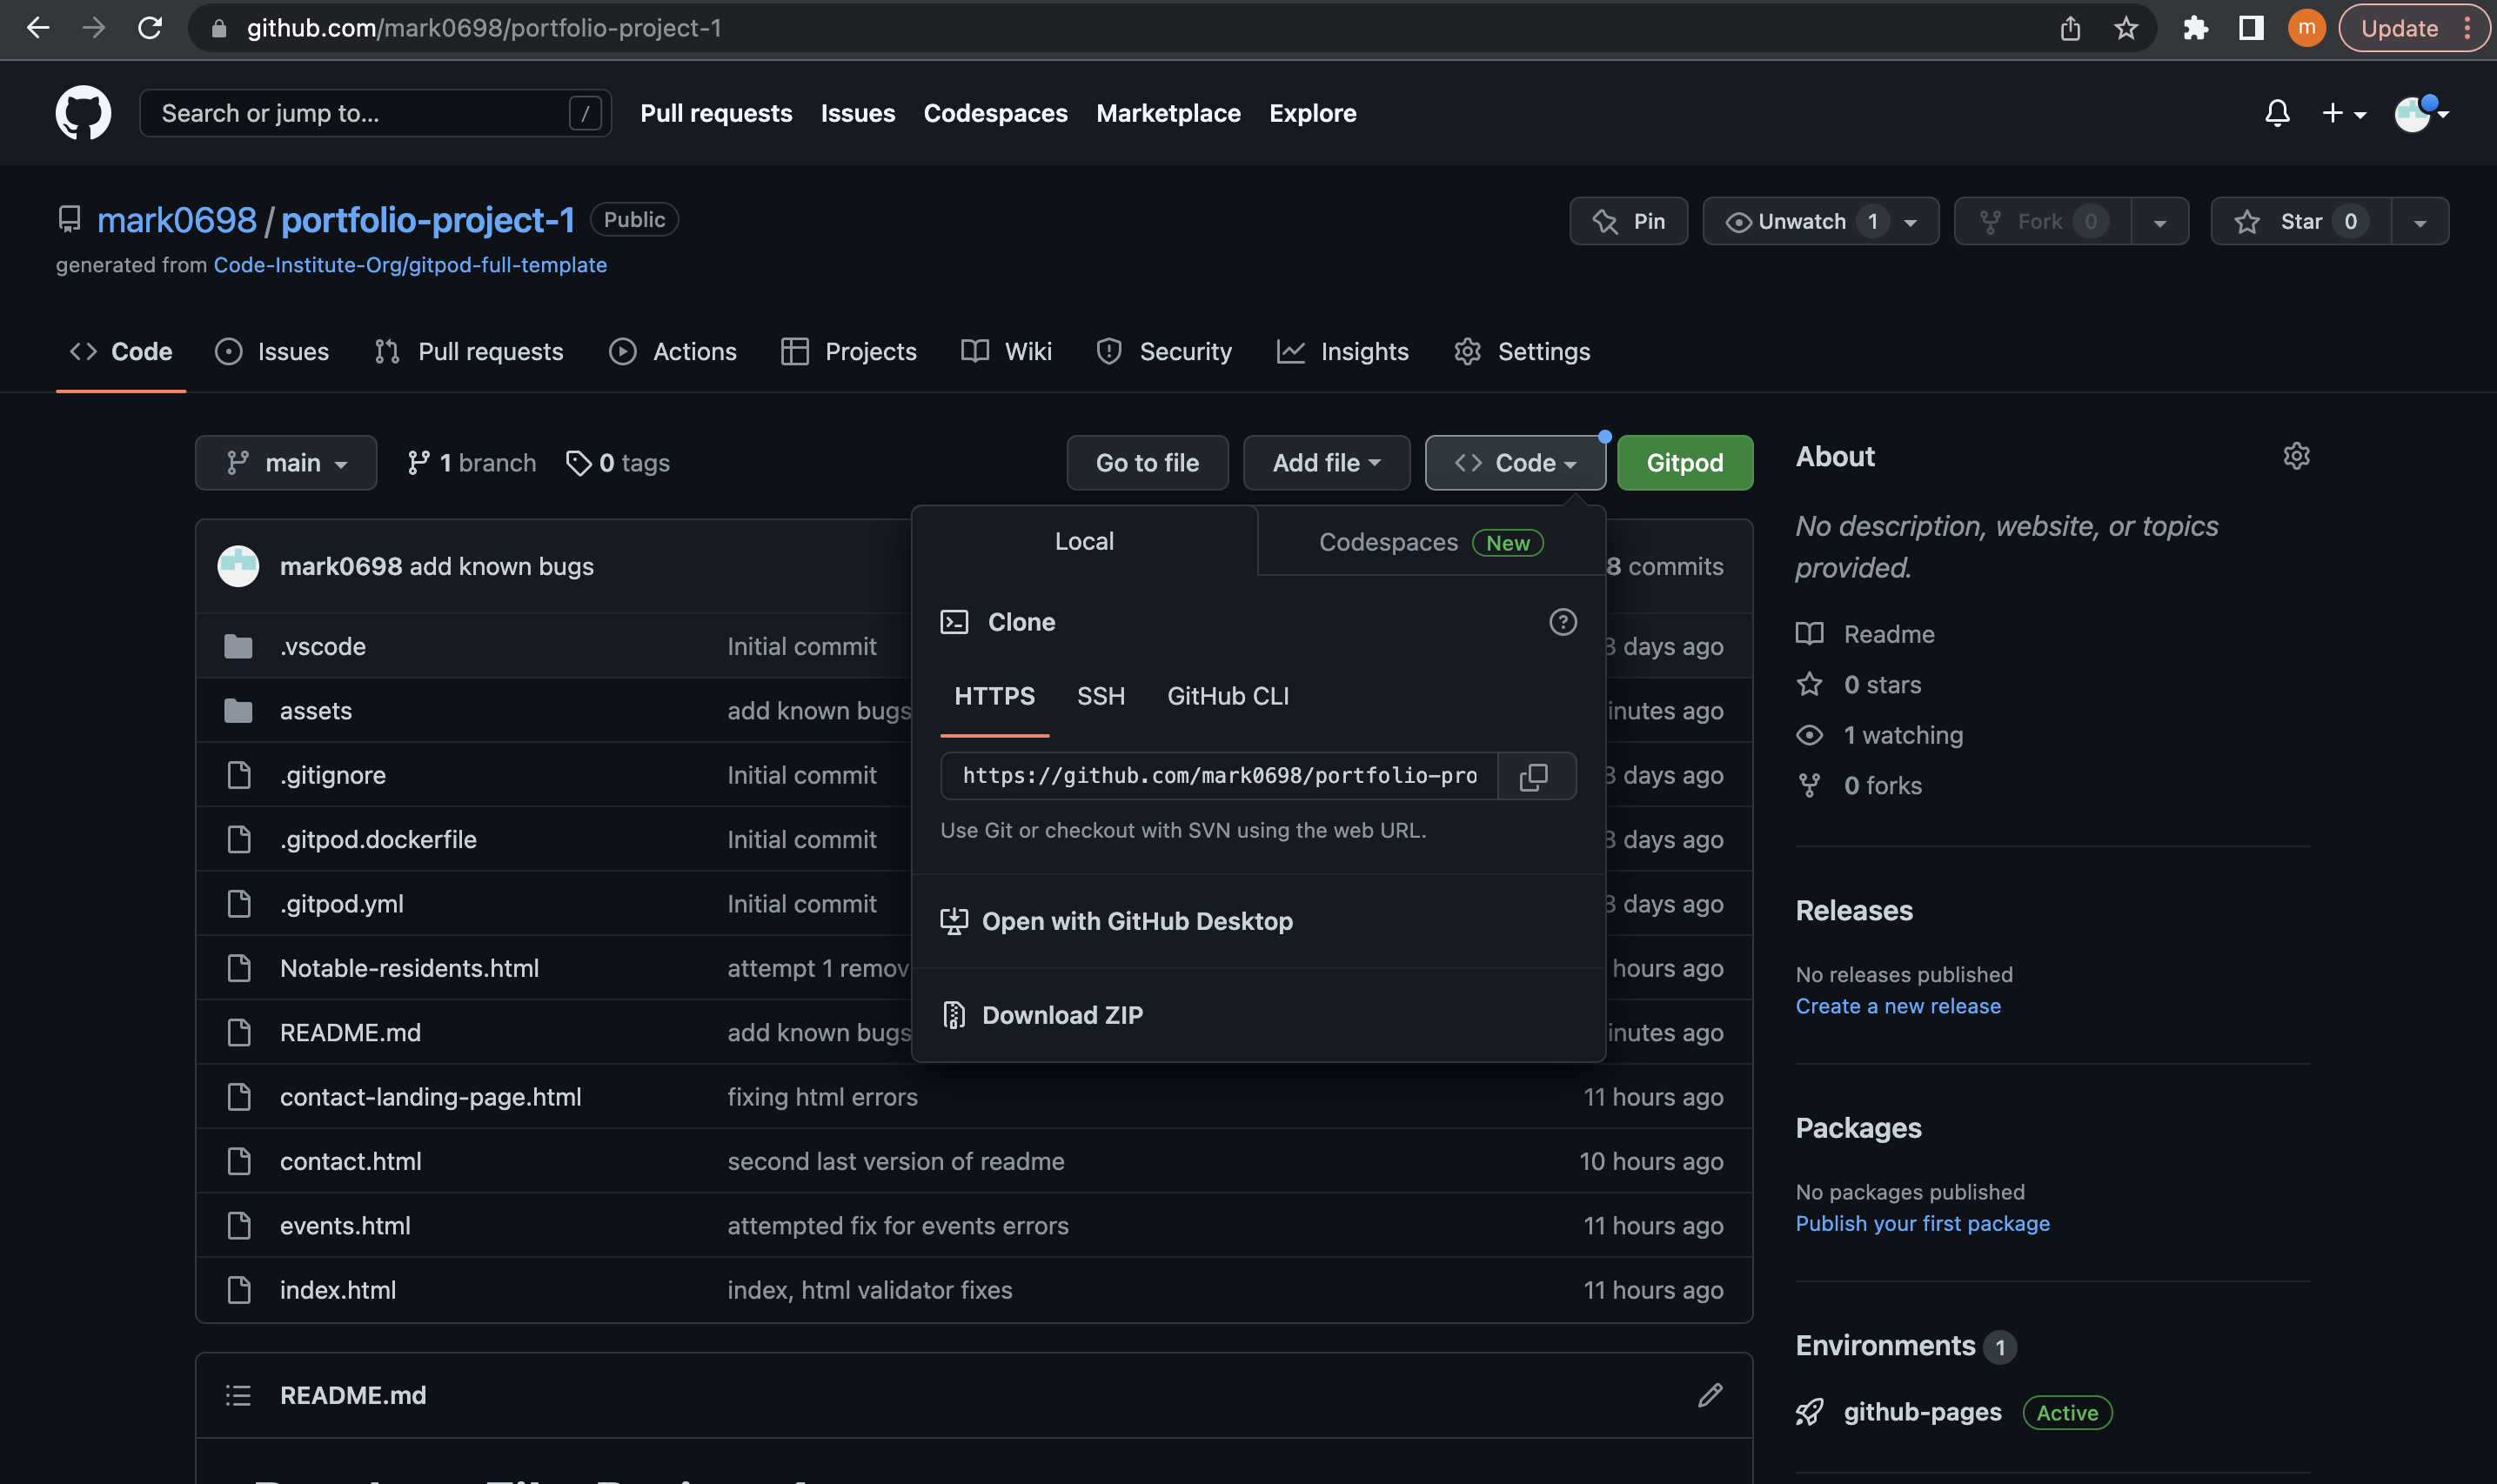 github.com/mark0698/portfolio-project-1
m
Update
Search or jump to...
/
Pull requests
Issues
Codespaces
Marketplace
Explore
mark0698 / portfolio-project-1
Public
Pin
Unwatch 1
Fork 0
Star 0
generated from Code-Institute-Org/gitpod-full-template
Code
Issues
Pull requests
Actions
Projects
Wiki
Security
Insights
Settings
main
1 branch
0 tags
Go to file
Add file
Code
Gitpod
mark0698 add known bugs
8 commits
.vscode
Initial commit
days ago
assets
add known bugs
inutes ago
.gitignore
Initial commit
days ago
.gitpod.dockerfile
Initial commit
days ago
.gitpod.yml
Initial commit
days ago
Notable-residents.html
attempt 1 remov
hours ago
README.md
add known bugs
inutes ago
contact-landing-page.html
fixing html errors
11 hours ago
contact.html
second last version of readme
10 hours ago
events.html
attempted fix for events errors
11 hours ago
index.html
index, html validator fixes
11 hours ago
Local
Codespaces New
Clone
HTTPS
SSH
GitHub CLI
https://github.com/mark0698/portfolio-pro
Use Git or checkout with SVN using the web URL.
Open with GitHub Desktop
Download ZIP
README.md
About
No description, website, or topics
provided.
Readme
0 stars
1 watching
0 forks
Releases
No releases published
Create a new release
Packages
No packages published
Publish your first package
Environments 1
github-pages Active